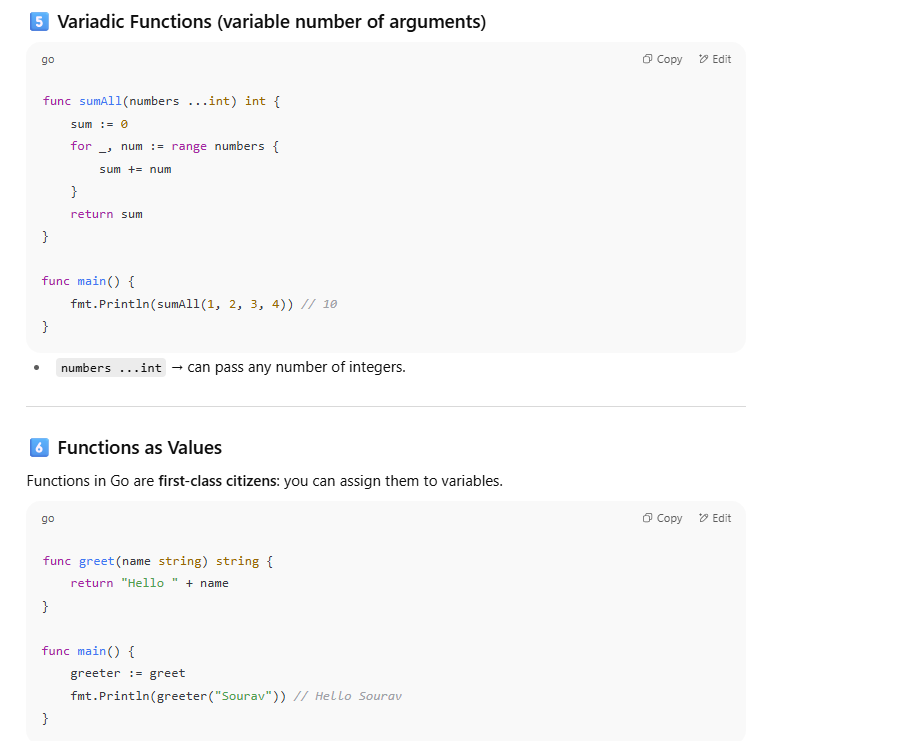 5 Variadic Functions (variable number of arguments)
go Copy Edit
func sumAll(numbers ...int) int {
    sum := 0
    for _, num := range numbers {
        sum += num
    }
    return sum
}
func main() {
    fmt.Println(sumAll(1, 2, 3, 4)) // 10
}
• numbers ...int → can pass any number of integers.
6 Functions as Values
Functions in Go are first-class citizens: you can assign them to variables.
go Copy Edit
func greet(name string) string {
    return "Hello " + name
}
func main() {
    greeter := greet
    fmt.Println(greeter("Sourav")) // Hello Sourav
}